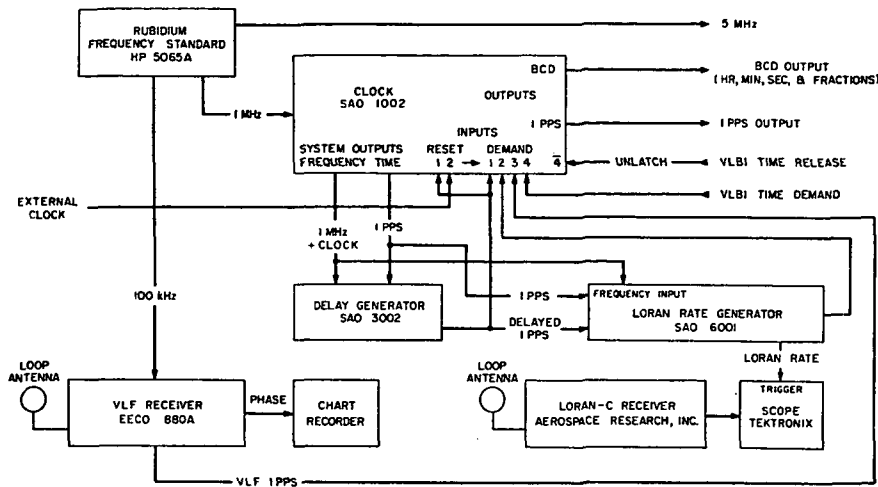 RUBIDIUM
FREQUENCY STANDARD
HP 5065A
5 MHz
BCD
BCD OUTPUT
(HR, MIN, SEC, & FRACTIONS)
CLOCK
SAO 1002
OUTPUTS
1 MHz
1 PPS
1 PPS OUTPUT
INPUTS
SYSTEM OUTPUTS
FREQUENCY TIME
RESET
1 2
DEMAND
1 2 3 4
4
UNLATCH
VLBI TIME RELEASE
VLBI TIME DEMAND
EXTERNAL
CLOCK
1 MHz
+ CLOCK
1 PPS
100 kHz
DELAY GENERATOR
SAO 3002
1 PPS
DELAYED
1 PPS
FREQUENCY INPUT
LORAN RATE GENERATOR
SAO 6001
LORAN RATE
LOOP
ANTENNA
VLF RECEIVER
EECO 880A
PHASE
CHART
RECORDER
LOOP
ANTENNA
LORAN-C RECEIVER
AEROSPACE RESEARCH, INC.
TRIGGER
SCOPE
TEKTRONIX
VLF 1 PPS